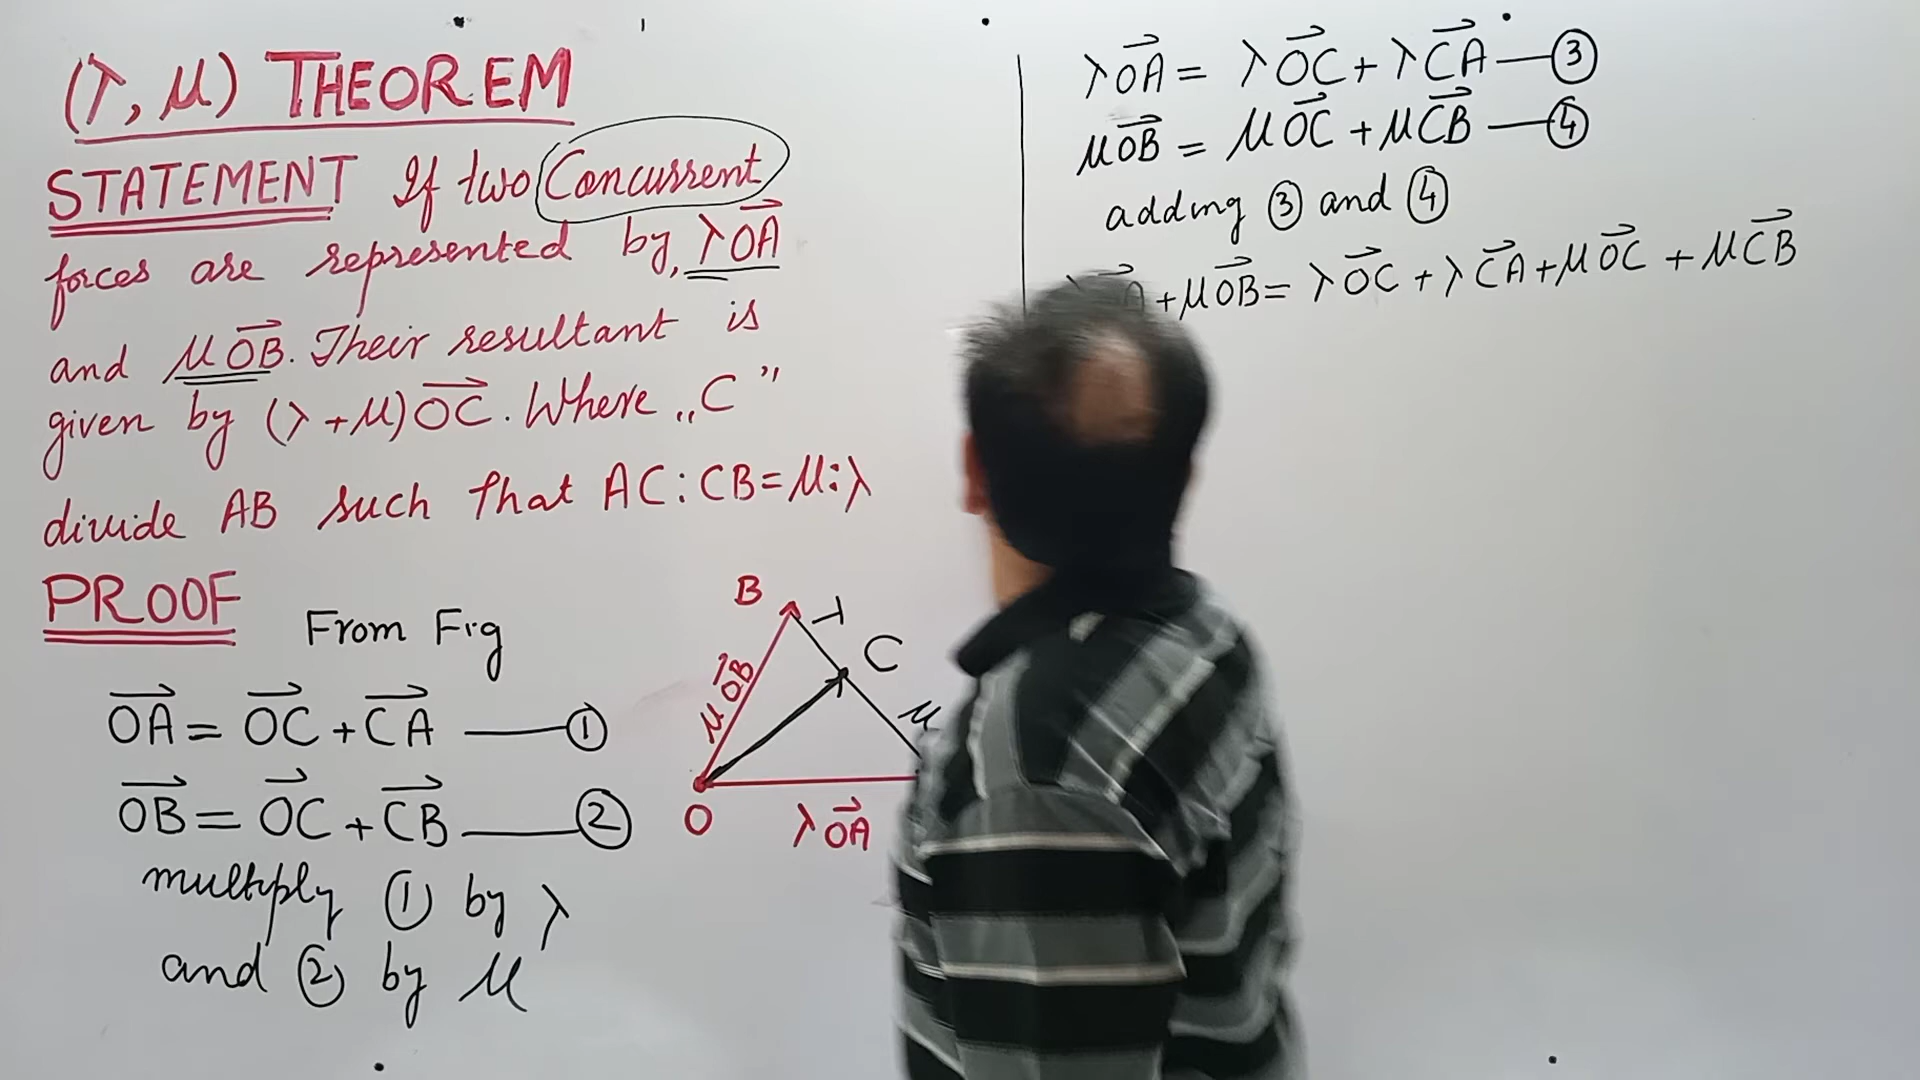 (λ, μ) THEOREM
STATEMENT If two Concurrent
forces are represented by, λOA⃗
and μOB⃗. Their resultant is
given by (λ+μ)OC⃗. Where ,,C"
divide AB such that AC:CB=μ:λ
PROOF
From Fig
OA⃗ = OC⃗ + CA⃗ —— ①
OB⃗ = OC⃗ + CB⃗ —— ②
multiply ① by λ
and ② by μ
B
λ
C
μOB⃗
μ
O
λOA⃗
λOA⃗ = λOC⃗ + λCA⃗ — ③
μOB⃗ = μOC⃗ + μCB⃗ — ④
adding ③ and ④
A⃗ + μOB⃗ = λOC⃗ + λCA⃗ + μOC⃗ + μCB⃗